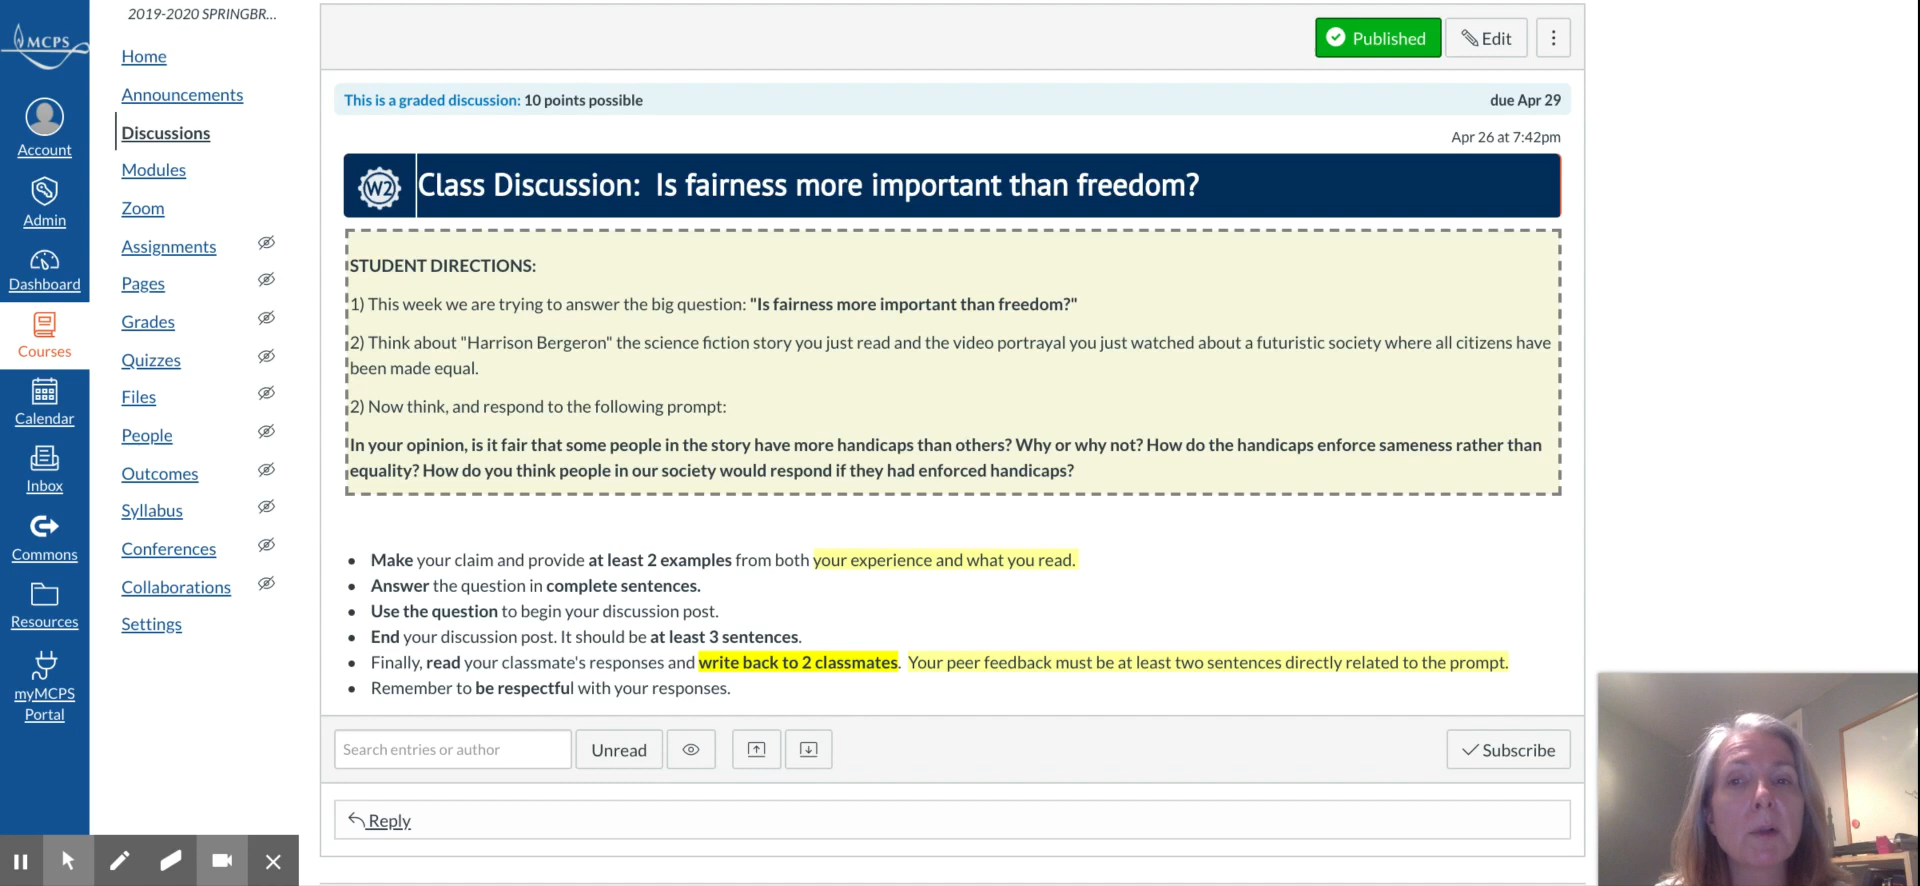 2019-2020 SPRINGBR...
MCPS
Account
Admin
Dashboard
Courses
Calendar
Inbox
Commons
Resources
myMCPS
Portal
Home
Announcements
Discussions
Modules
Zoom
Assignments
Pages
Grades
Quizzes
Files
People
Outcomes
Syllabus
Conferences
Collaborations
Settings
Published
Edit
This is a graded discussion: 10 points possible
due Apr 29
Apr 26 at 7:42pm
W2
Class Discussion: Is fairness more important than freedom?
STUDENT DIRECTIONS:
1) This week we are trying to answer the big question: "Is fairness more important than freedom?"
2) Think about "Harrison Bergeron" the science fiction story you just read and the video portrayal you just watched about a futuristic society where all citizens have
been made equal.
2) Now think, and respond to the following prompt:
In your opinion, is it fair that some people in the story have more handicaps than others? Why or why not? How do the handicaps enforce sameness rather than
equality? How do you think people in our society would respond if they had enforced handicaps?
• Make your claim and provide at least 2 examples from both your experience and what you read.
• Answer the question in complete sentences.
• Use the question to begin your discussion post.
• End your discussion post. It should be at least 3 sentences.
• Finally, read your classmate's responses and write back to 2 classmates. Your peer feedback must be at least two sentences directly related to the prompt.
• Remember to be respectful with your responses.
Search entries or author
Unread
Subscribe
Reply